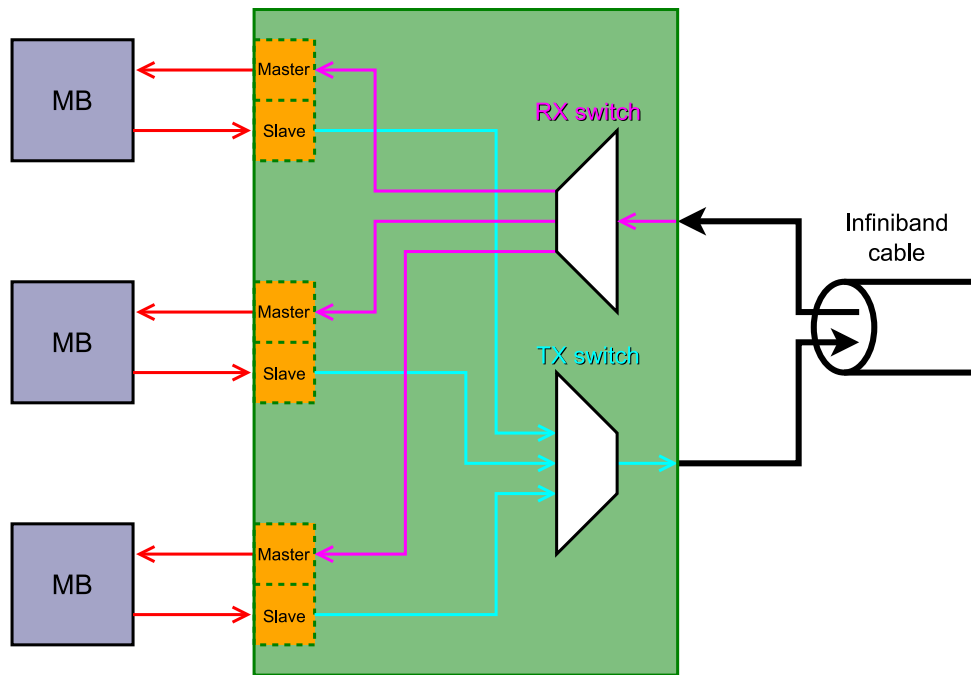 MB
Master
Slave
RX switch
Infiniband
cable
MB
Master
Slave
TX switch
MB
Master
Slave